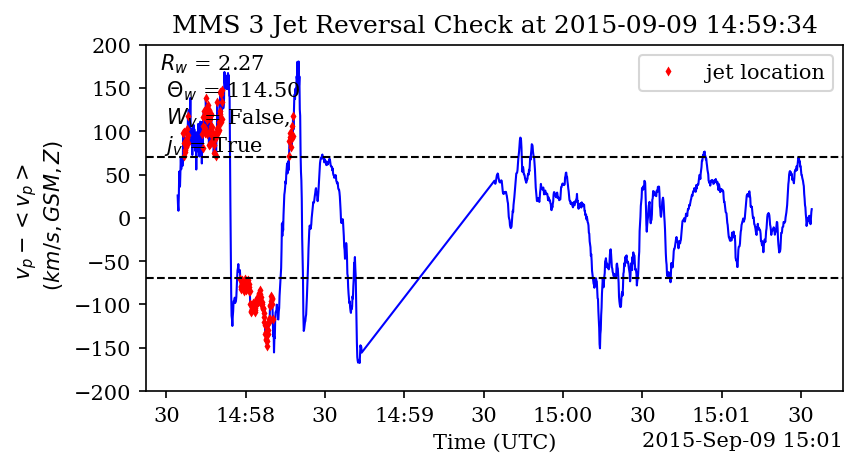 MMS 3 Jet Reversal Check at 2015-09-09 14:59:34
200
150
100
50
0
−50
−100
−150
−200
v_p − < v_p >
(km/s, GSM, Z)
R_w = 2.27
Θ_w = 114.50
False,
j_v
True
jet location
30 14:58 30 14:59 30 15:00 30 15:01 30
Time (UTC)
2015-Sep-09 15:01